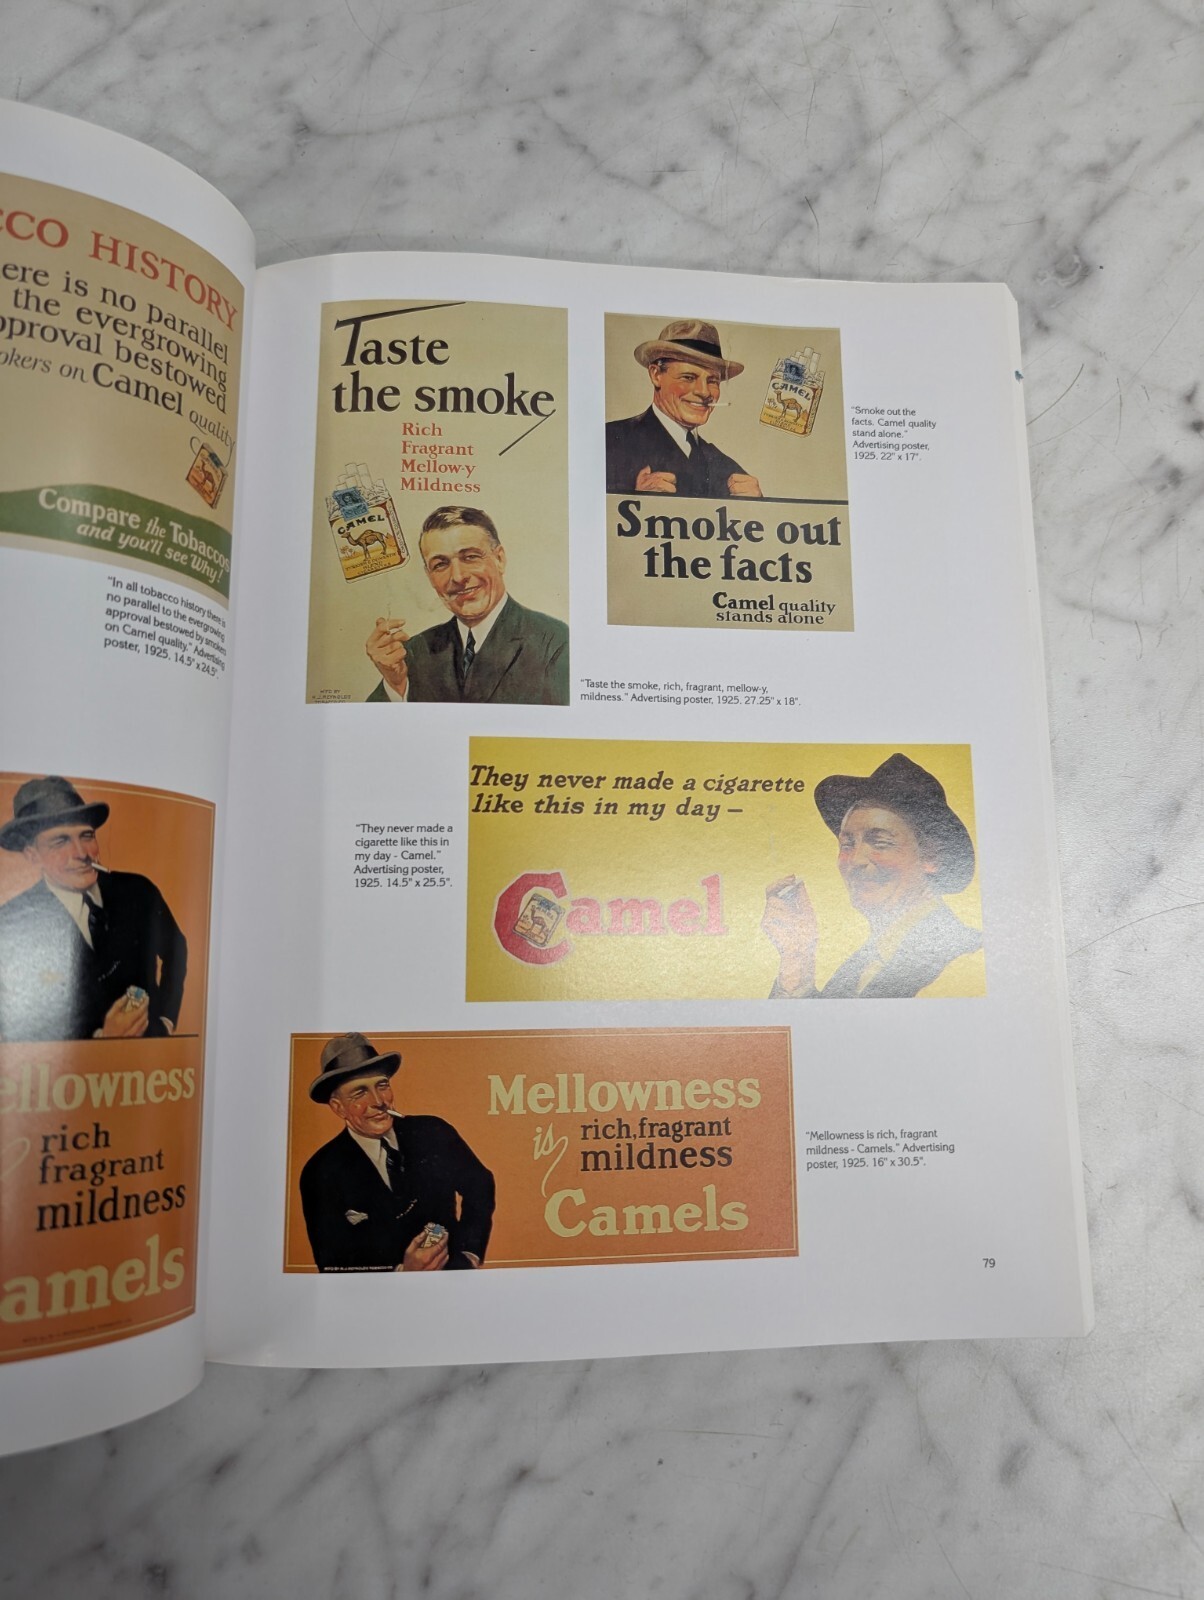 CCO HISTORY
ere is no parallel
the evergrowing
pproval bestowed
okers on Camel quality
Compare the Tobaccos
and you'll see Why!
"In all tobacco history there is
no parallel to the evergrowing
approval bestowed by smokers
on Camel quality." Advertising
poster, 1925. 14.5" x 24.5".
ellowness
rich
fragrant
mildness
amels
Taste
the smoke
Rich
Fragrant
Mellow-y
Mildness
CAMEL
CAMEL
Smoke out
the facts
Camel quality
stands alone
"Smoke out the
facts. Camel quality
stand alone."
Advertising poster,
1925. 22" x 17".
"Taste the smoke, rich, fragrant, mellow-y,
mildness." Advertising poster, 1925. 27.25" x 18".
They never made a cigarette
like this in my day —
Camel
"They never made a
cigarette like this in
my day - Camel."
Advertising poster,
1925. 14.5" x 25.5".
Mellowness
is rich, fragrant
mildness
Camels
"Mellowness is rich, fragrant
mildness - Camels." Advertising
poster, 1925. 16" x 30.5".
79